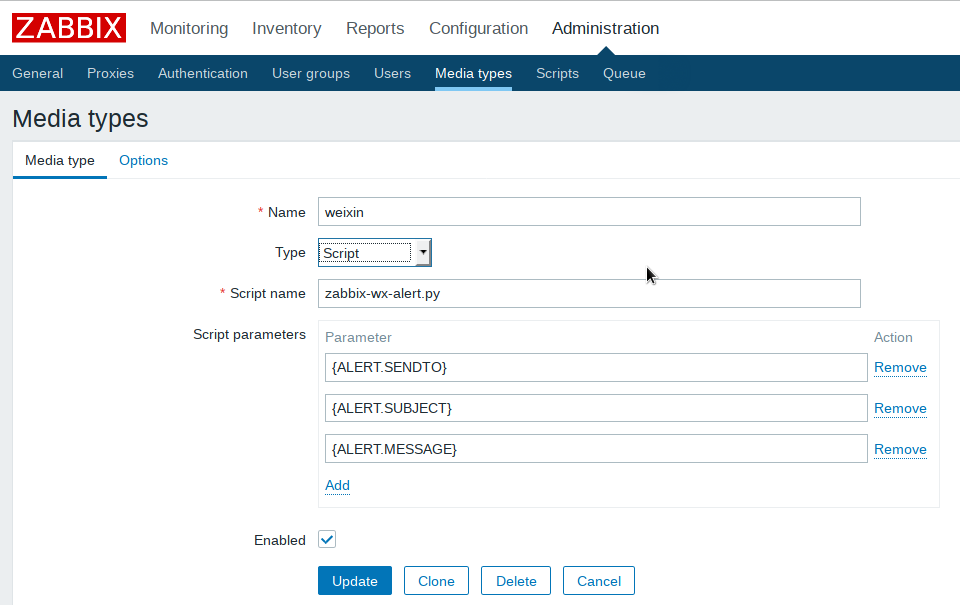 ZABBIX Monitoring Inventory Reports Configuration Administration
General Proxies Authentication User groups Users Media types Scripts Queue
Media types
Media type Options
* Name weixin
Type Script
* Script name zabbix-wx-alert.py
Script parameters Parameter Action
{ALERT.SENDTO} Remove
{ALERT.SUBJECT} Remove
{ALERT.MESSAGE} Remove
Add
Enabled
Update Clone Delete Cancel